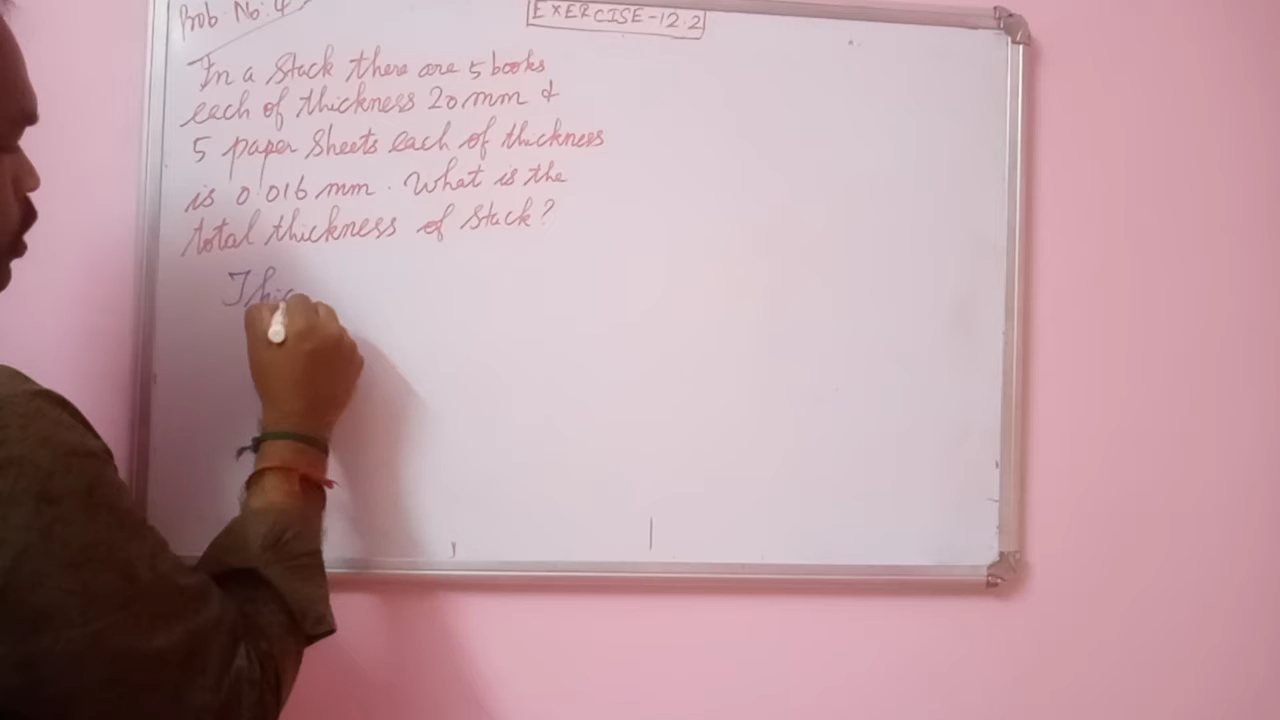 Prob. No: 4
EXERCISE-12.2
In a stack there are 5 books
each of thickness 20 mm &
5 paper sheets each of thickness
is 0.016 mm. What is the
total thickness of stack?
Thic